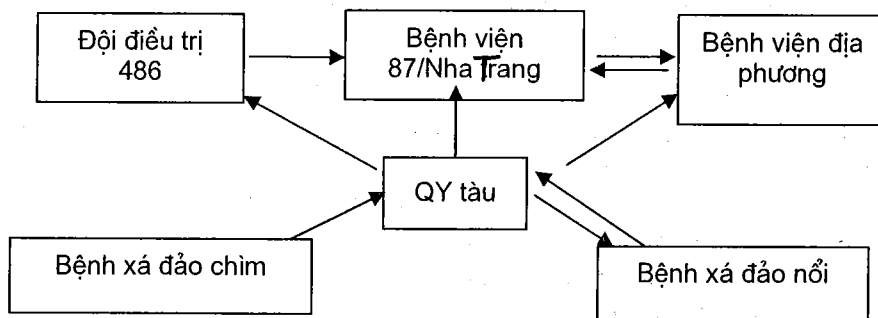 Đội điều trị
486
Bệnh viện
87/Nha Trang
Bệnh viện địa
phương
QY tàu
Bệnh xá đảo chìm
Bệnh xá đảo nổi